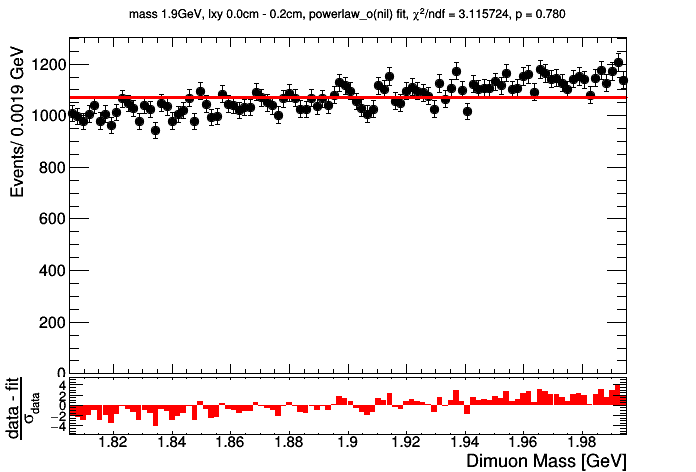 mass 1.9GeV, lxy 0.0cm - 0.2cm, powerlaw_o(nil) fit, χ²/ndf = 3.115724, p = 0.780
Events/ 0.0019 GeV
1200
1000
800
600
400
200
0
data - fit
σdata
4
2
0
−2
−4
1.82 1.84 1.86 1.88 1.9 1.92 1.94 1.96 1.98
Dimuon Mass [GeV]